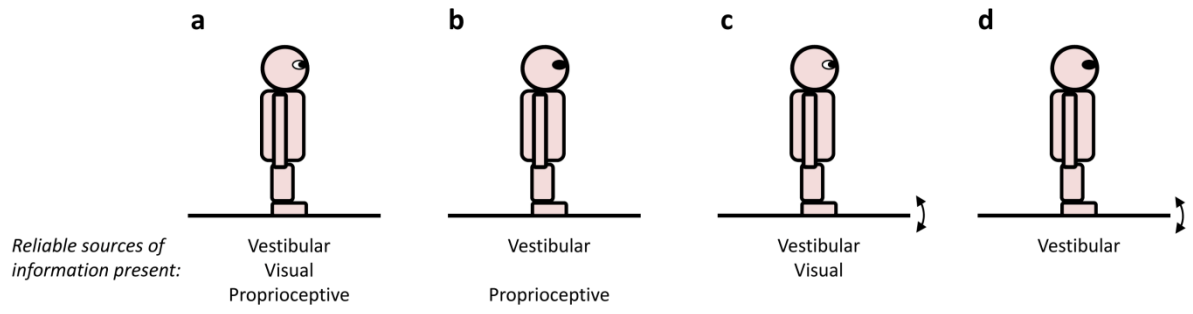 a b c d
Reliable sources of information present:
Vestibular
Visual
Proprioceptive
Vestibular
Proprioceptive
Vestibular
Visual
Vestibular